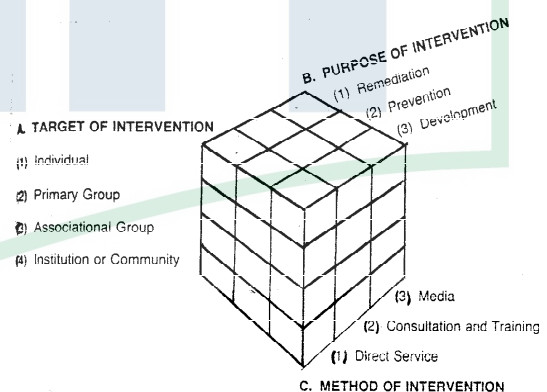 B. PURPOSE OF INTERVENTION
(1) Remediation
(2) Prevention
(3) Development
A. TARGET OF INTERVENTION
(1) Individual
(2) Primary Group
(3) Associational Group
(4) Institution or Community
(3) Media
(2) Consultation and Training
(1) Direct Service
C. METHOD OF INTERVENTION